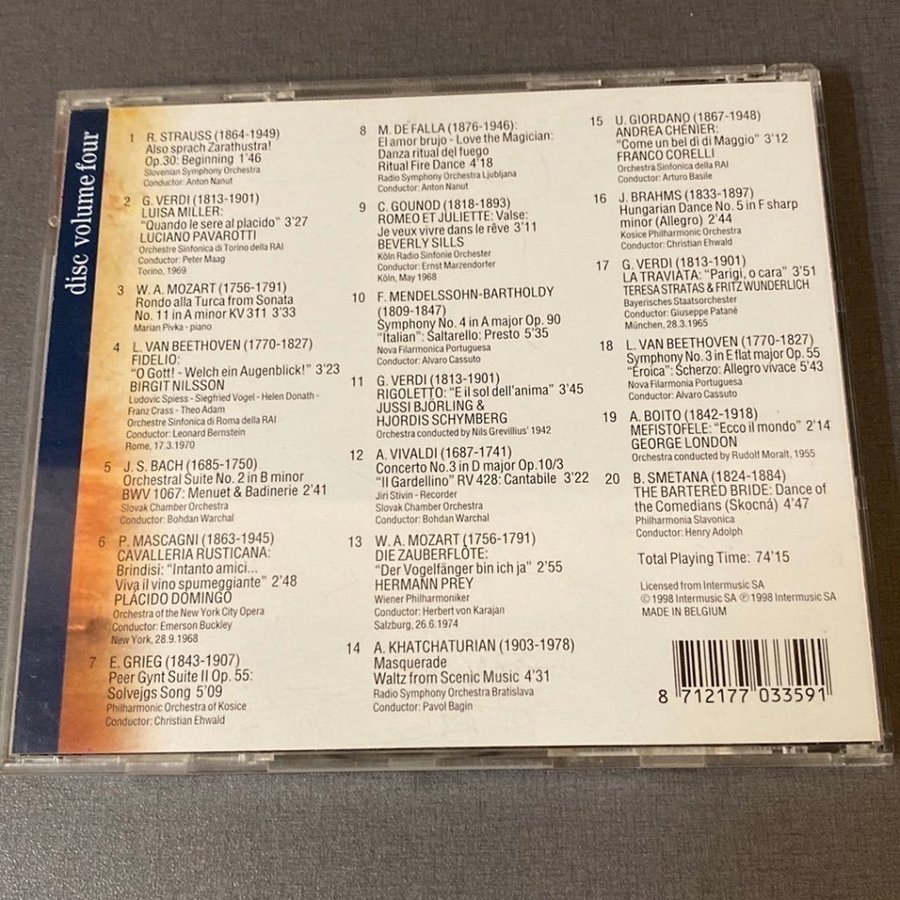 disc volume four
1 R. STRAUSS (1864-1949)
Also sprach Zarathustra!
Op.30: Beginning 1'46
Slovenian Symphony Orchestra
Conductor: Anton Nanut
2 G. VERDI (1813-1901)
LUISA MILLER:
"Quando le sere al placido" 3'27
LUCIANO PAVAROTTI
Orchestre Sinfonica di Torino della RAI
Conductor: Peter Maag
Torino, 1969
3 W. A. MOZART (1756-1791)
Rondo alla Turca from Sonata
No. 11 in A minor KV 311 3'33
Marian Pivka - piano
4 L. VAN BEETHOVEN (1770-1827)
FIDELIO:
"O Gott! - Welch ein Augenblick!" 3'23
BIRGIT NILSSON
Ludovic Spiess - Siegfried Vogel - Helen Donath -
Franz Crass - Theo Adam
Orchestre Sinfonica di Roma della RAI
Conductor: Leonard Bernstein
Rome, 17.3.1970
5 J. S. BACH (1685-1750)
Orchestral Suite No. 2 in B minor
BWV 1067: Menuet & Badinerie 2'41
Slovak Chamber Orchestra
Conductor: Bohdan Warchal
6 P. MASCAGNI (1863-1945)
CAVALLERIA RUSTICANA:
Brindisi: "Intanto amici...
Viva il vino spumeggiante" 2'48
PLÁCIDO DOMINGO
Orchestra of the New York City Opera
Conductor: Emerson Buckley
New York, 28.9.1968
7 E. GRIEG (1843-1907)
Peer Gynt Suite II Op. 55:
Solvejgs Song 5'09
Philharmonic Orchestra of Kosice
Conductor: Christian Ehwald
8 M. DE FALLA (1876-1946):
El amor brujo - Love the Magician:
Danza ritual del fuego
Ritual Fire Dance 4'18
Radio Symphony Orchestra Ljubljana
Conductor: Anton Nanut
9 C. GOUNOD (1818-1893)
ROMEO ET JULIETTE: Valse:
Je veux vivre dans le rêve 3'11
BEVERLY SILLS
Köln Radio Sinfonie Orchester
Conductor: Ernst Marzendorfer
Köln, May 1968
10 F. MENDELSSOHN-BARTHOLDY
(1809-1847)
Symphony No. 4 in A major Op. 90
"Italian": Saltarello: Presto 5'35
Nova Filarmonica Portuguesa
Conductor: Alvaro Cassuto
11 G. VERDI (1813-1901)
RIGOLETTO: "E il sol dell'anima" 3'45
JUSSI BJÖRLING &
HJORDIS SCHYMBERG
Orchestra conducted by Nils Grevillius' 1942
12 A. VIVALDI (1687-1741)
Concerto No.3 in D major Op.10/3
"Il Gardellino" RV 428: Cantabile 3'22
Jiri Stivin - Recorder
Slovak Chamber Orchestra
Conductor: Bohdan Warchal
13 W. A. MOZART (1756-1791)
DIE ZAUBERFLÖTE:
"Der Vogelfänger bin ich ja" 2'55
HERMANN PREY
Wiener Philharmoniker
Conductor: Herbert von Karajan
Salzburg, 26.6.1974
14 A. KHATCHATURIAN (1903-1978)
Masquerade
Waltz from Scenic Music 4'31
Radio Symphony Orchestra Bratislava
Conductor: Pavol Bagin
15 U. GIORDANO (1867-1948)
ANDREA CHENIER:
"Come un bel di di Maggio" 3'12
FRANCO CORELLI
Orchestra Sinfonica della RAI
Conductor: Arturo Basile
16 J. BRAHMS (1833-1897)
Hungarian Dance No. 5 in F sharp
minor (Allegro) 2'44
Kosice Philharmonic Orchestra
Conductor: Christian Ehwald
17 G. VERDI (1813-1901)
LA TRAVIATA: "Parigi, o cara" 3'51
TERESA STRATAS & FRITZ WUNDERLICH
Bayerisches Staatsorchester
Conductor: Giuseppe Patané
München, 28.3.1965
18 L. VAN BEETHOVEN (1770-1827)
Symphony No. 3 in E flat major Op. 55
"Eroica": Scherzo: Allegro vivace 5'43
Nova Filarmonia Portuguesa
Conductor: Alvaro Cassuto
19 A. BOITO (1842-1918)
MEFISTOFELE: "Ecco il mondo" 2'14
GEORGE LONDON
Orchestra conducted by Rudolf Moralt, 1955
20 B. SMETANA (1824-1884)
THE BARTERED BRIDE: Dance of
the Comedians (Skocná) 4'47
Philharmonia Slavonica
Conductor: Henry Adolph
Total Playing Time: 74'15
Licensed from Intermusic SA
© 1998 Intermusic SA ℗ 1998 Intermusic SA
MADE IN BELGIUM
8 712177 033591